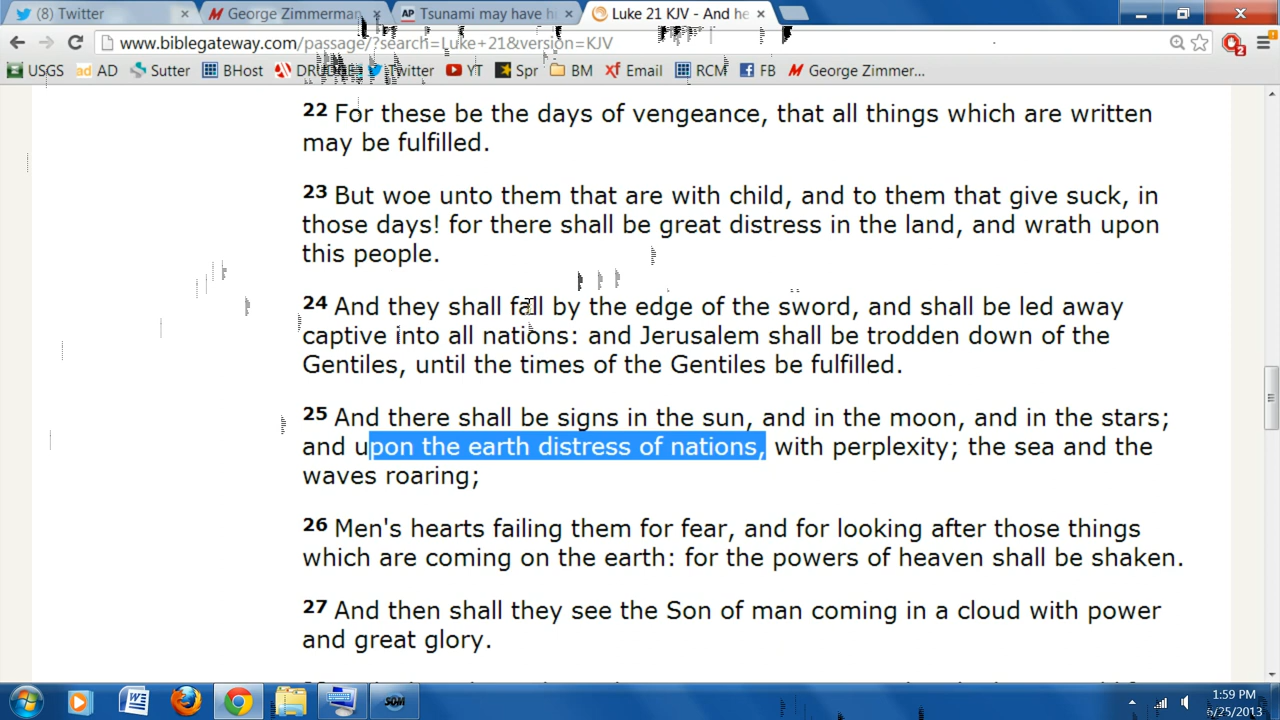 (8) Twitter
George Zimmerman
Tsunami may have h
Luke 21 KJV - And he
www.biblegateway.com/passage/?search=Luke+21&version=KJV
2
USGS
ad AD
Sutter
BHost
DRUDGE
Twitter
YT
Spr
BM
Email
RCM
FB
George Zimmer...
22 For these be the days of vengeance, that all things which are written
may be fulfilled.
23 But woe unto them that are with child, and to them that give suck, in
those days! for there shall be great distress in the land, and wrath upon
this people.
24 And they shall fall by the edge of the sword, and shall be led away
captive into all nations: and Jerusalem shall be trodden down of the
Gentiles, until the times of the Gentiles be fulfilled.
25 And there shall be signs in the sun, and in the moon, and in the stars;
and upon the earth distress of nations, with perplexity; the sea and the
waves roaring;
26 Men's hearts failing them for fear, and for looking after those things
which are coming on the earth: for the powers of heaven shall be shaken.
27 And then shall they see the Son of man coming in a cloud with power
and great glory.
1:59 PM
6/25/2013